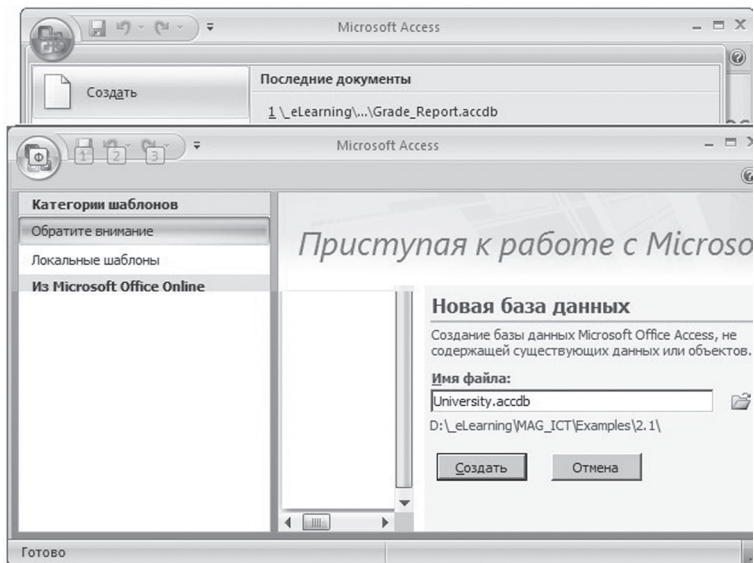 Microsoft Access
Создать
Последние документы
1 \_eLearning\...\Grade_Report.accdb
Ф
1 2 3
Microsoft Access
Категории шаблонов
Обратите внимание
Локальные шаблоны
Из Microsoft Office Online
Приступая к работе с Microso
Новая база данных
Создание базы данных Microsoft Office Access, не
содержащей существующих данных или объектов.
Имя файла:
University.accdb
D:\_eLearning\MAG_ICT\Examples\2.1\
Создать
Отмена
Готово